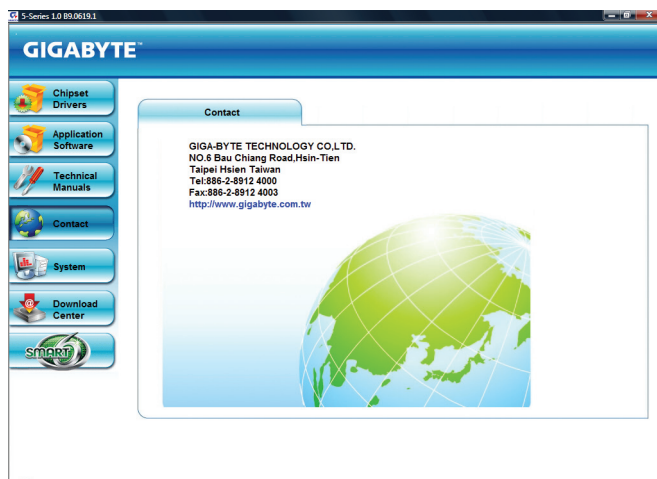 5-Series 1.0 B9.0619.1
GIGABYTE™
Chipset
Drivers
Application
Software
Technical
Manuals
Contact
System
Download
Center
SMART
Contact
GIGA-BYTE TECHNOLOGY CO,LTD.
NO.6 Bau Chiang Road,Hsin-Tien
Taipei Hsien Taiwan
Tel:886-2-8912 4000
Fax:886-2-8912 4003
http://www.gigabyte.com.tw